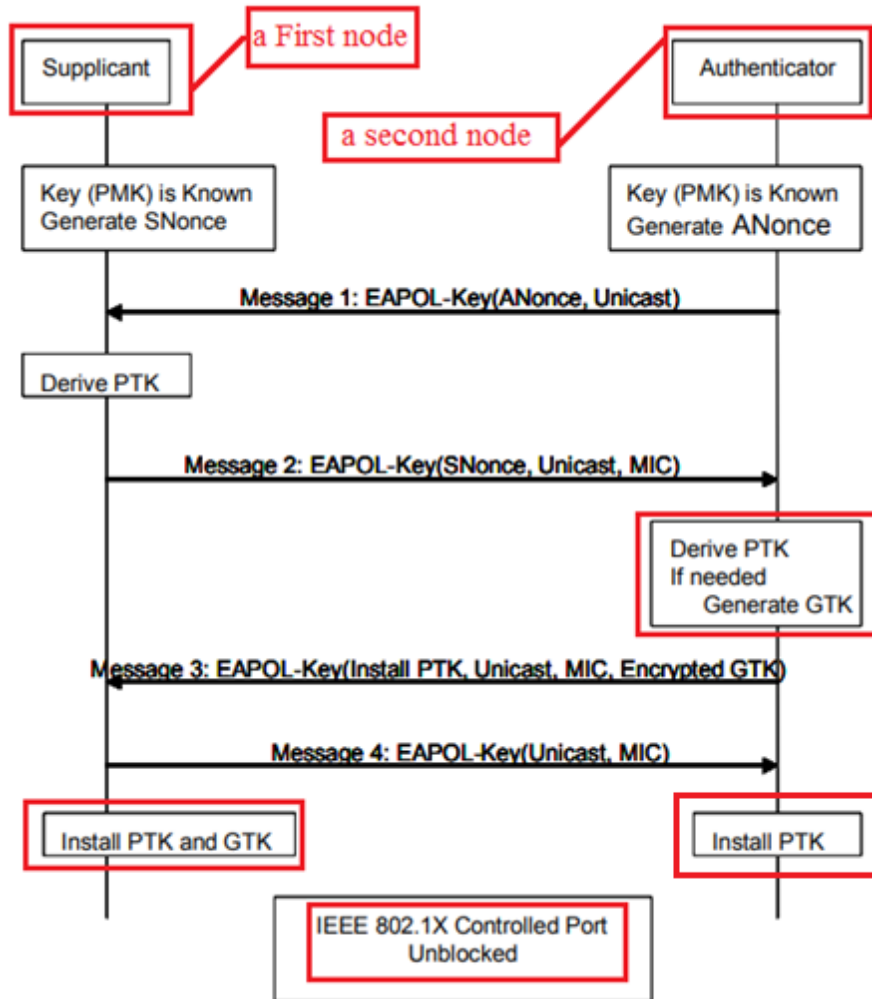 a First node
Supplicant
Authenticator
a second node
Key (PMK) is Known
Generate SNonce
Key (PMK) is Known
Generate ANonce
Message 1: EAPOL-Key(ANonce, Unicast)
Derive PTK
Message 2: EAPOL-Key(SNonce, Unicast, MIC)
Derive PTK
If needed
Generate GTK
Message 3: EAPOL-Key(Install PTK, Unicast, MIC, Encrypted GTK)
Message 4: EAPOL-Key(Unicast, MIC)
Install PTK and GTK
Install PTK
IEEE 802.1X Controlled Port
Unblocked